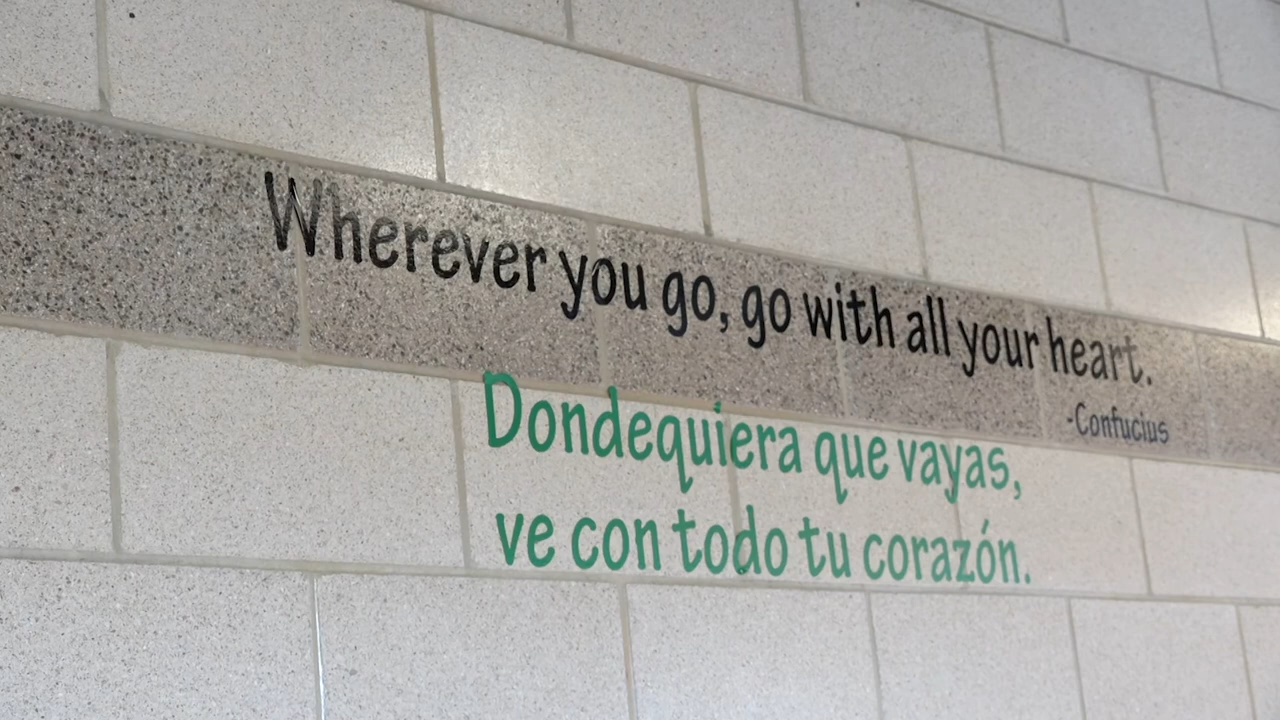 Wherever you go, go with all your heart.
-Confucius
Dondequiera que vayas,
ve con todo tu corazón.